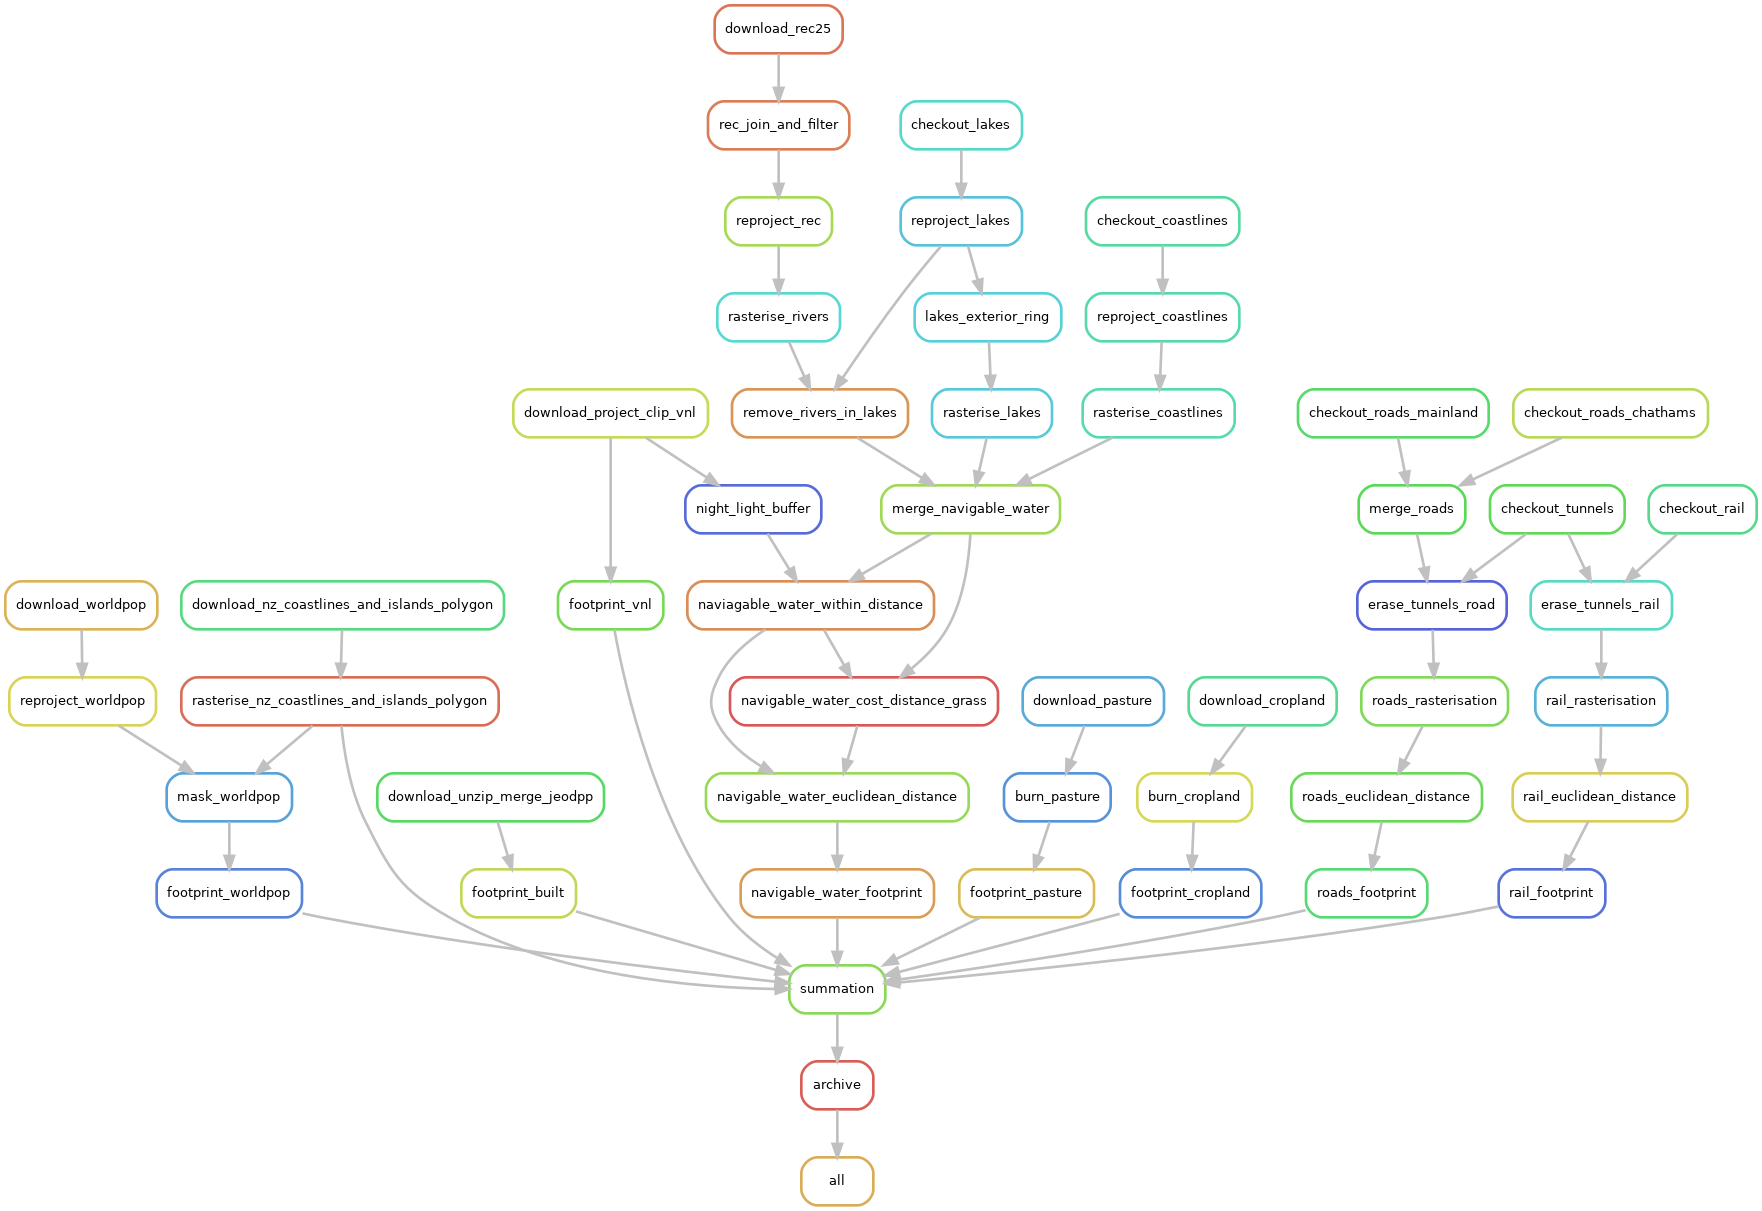 download_rec25
rec_join_and_filter
checkout_lakes
reproject_rec
reproject_lakes
checkout_coastlines
rasterise_rivers
lakes_exterior_ring
reproject_coastlines
download_project_clip_vnl
remove_rivers_in_lakes
rasterise_lakes
rasterise_coastlines
checkout_roads_mainland
checkout_roads_chathams
night_light_buffer
merge_navigable_water
merge_roads
checkout_tunnels
checkout_rail
download_worldpop
download_nz_coastlines_and_islands_polygon
footprint_vnl
naviagable_water_within_distance
erase_tunnels_road
erase_tunnels_rail
reproject_worldpop
rasterise_nz_coastlines_and_islands_polygon
navigable_water_cost_distance_grass
download_pasture
download_cropland
roads_rasterisation
rail_rasterisation
mask_worldpop
download_unzip_merge_jeodpp
navigable_water_euclidean_distance
burn_pasture
burn_cropland
roads_euclidean_distance
rail_euclidean_distance
footprint_worldpop
footprint_built
navigable_water_footprint
footprint_pasture
footprint_cropland
roads_footprint
rail_footprint
summation
archive
all